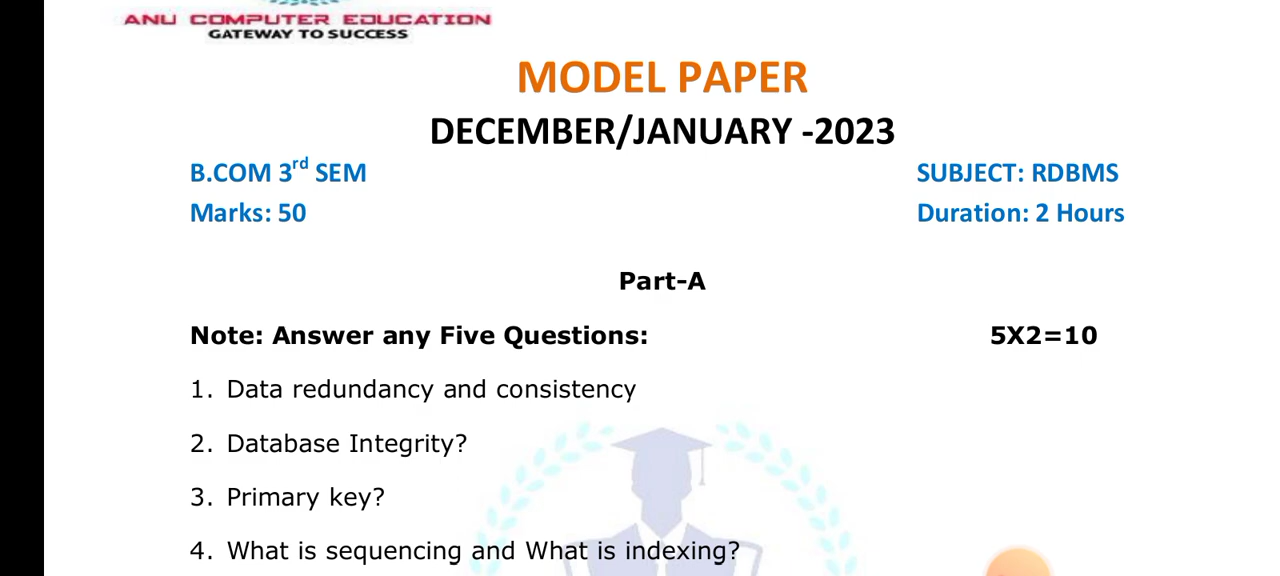 ANU COMPUTER EDUCATION
GATEWAY TO SUCCESS
MODEL PAPER
DECEMBER/JANUARY -2023
B.COM 3rd SEM SUBJECT: RDBMS
Marks: 50 Duration: 2 Hours
Part-A
Note: Answer any Five Questions: 5X2=10
1. Data redundancy and consistency
2. Database Integrity?
3. Primary key?
4. What is sequencing and What is indexing?